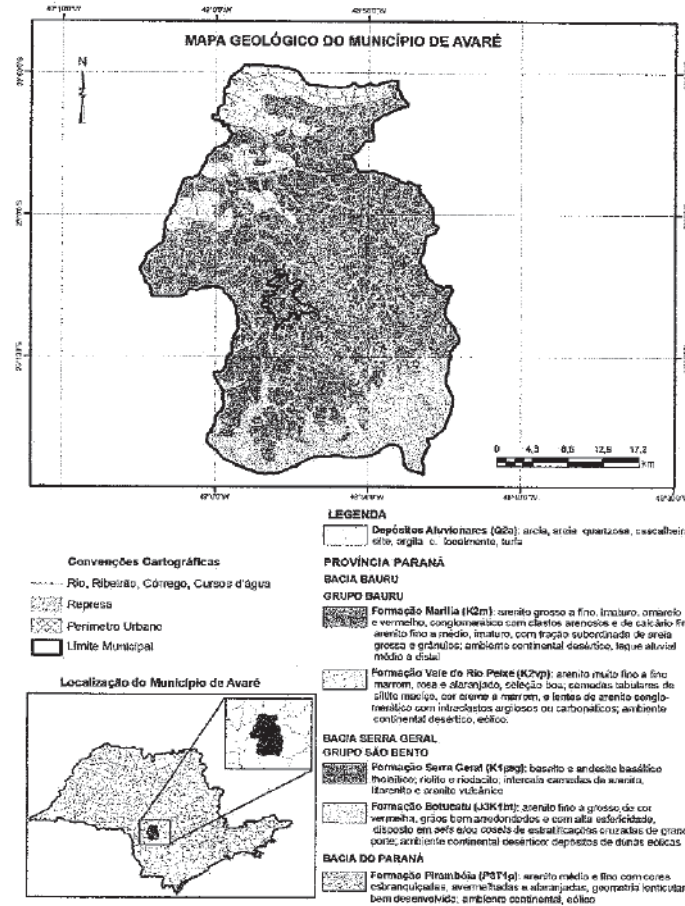 MAPA GEOLÓGICO DO MUNICÍPIO DE AVARÉ
N
0 4,3 8,6 12,9 17,2
km
LEGENDA
Depósitos Aluvionares (Q2a): areia, areia quartzosa, cascalheira,
silte, argila e, localmente, turfa
Convenções Cartográficas
Rio, Ribeirão, Córrego, Cursos d'água
Represa
Perímetro Urbano
Limite Municipal
Localização do Município de Avaré
PROVÍNCIA PARANÁ
BACIA BAURU
GRUPO BAURU
Formação Marília (K2m): arenito grosso a fino, imaturo, amarelo
e vermelho, conglomerático com clastos arenosos e de calcário fin
arenito fino a médio, imaturo, com fração subordinada de areia
grossa e grânulos; ambiente continental desértico, leque aluvial
médio a distal
Formação Vale do Rio Peixe (K2vp): arenito muito fino a fino
marrom, rosa e alaranjado, seleção boa; camadas tabulares de
siltito maciço, cor creme a marrom, e lentes de arenito conglo-
merático com intraclastos argilosos ou carbonáticos; ambiente
continental desértico, eólico.
BACIA SERRA GERAL
GRUPO SÃO BENTO
Formação Serra Geral (K1βsg): basalto e andesito basáltico
tholeiítico; riolito e riodacito; intercala camadas de arenito,
litarenito e arenito vulcânico
Formação Botucatu (J3K1bt): arenito fino a grosso de cor
vermelha, grãos bem arredondados e com alta esfericidade,
disposto em sets e/ou cosets de estratificações cruzadas de grande
porte; ambiente continental desértico: depósitos de dunas eólicas
BACIA DO PARANÁ
Formação Pirambóia (P3T1p): arenito médio e fino com cores
esbranquiçadas, avermelhadas e alaranjadas, geometria lenticular
bem desenvolvida; ambiente continental, eólico